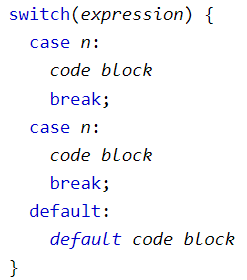 switch(expression) {
  case n:
    code block
    break;
  case n:
    code block
    break;
  default:
    default code block
}